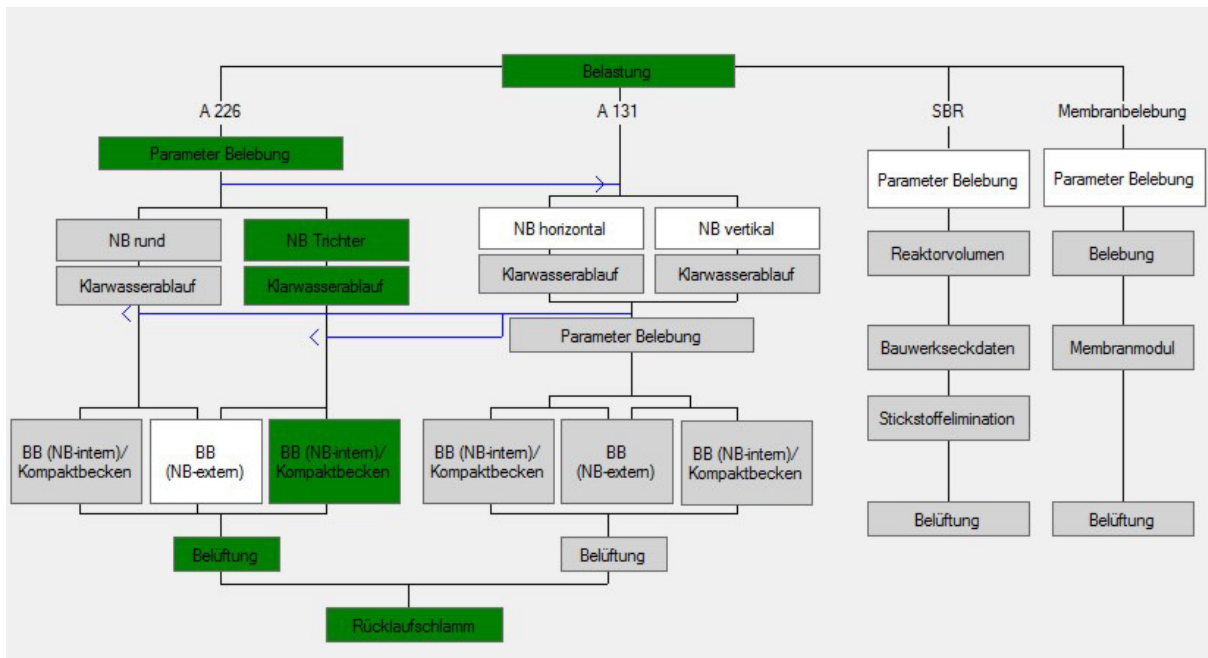 Belastung
A 226
A 131
SBR
Membranbelebung
Parameter Belebung
Parameter Belebung
Parameter Belebung
NB rund
NB Trichter
NB horizontal
NB vertikal
Reaktorvolumen
Belebung
Klarwasserablauf
Klarwasserablauf
Klarwasserablauf
Klarwasserablauf
Parameter Belebung
Bauwerkseckdaten
Membranmodul
Stickstoffelimination
BB (NB-intern)/
Kompaktbecken
BB
(NB-extern)
BB (NB-intern)/
Kompaktbecken
BB (NB-intern)/
Kompaktbecken
BB
(NB-extern)
BB (NB-intern)/
Kompaktbecken
Belüftung
Belüftung
Belüftung
Belüftung
Rücklaufschlamm